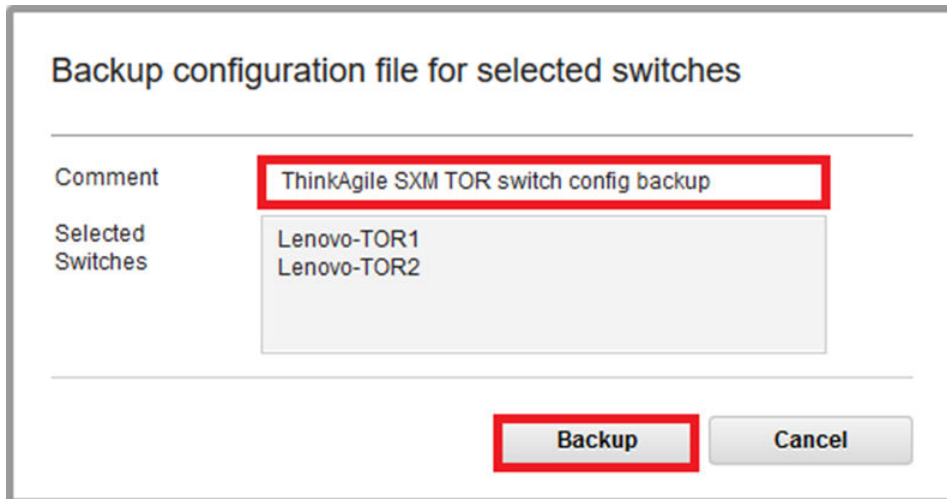 Backup configuration file for selected switches
Comment
ThinkAgile SXM TOR switch config backup
Selected
Switches
Lenovo-TOR1
Lenovo-TOR2
Backup
Cancel